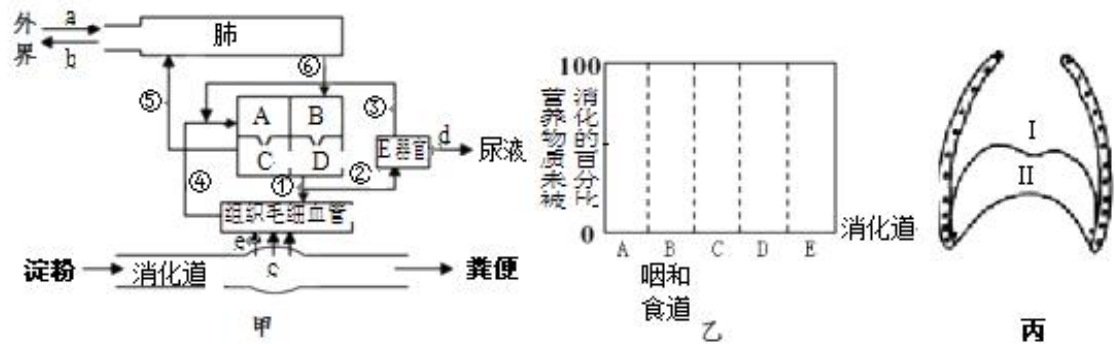 外界
a
b
肺
⑥
⑤
③
A B
C D
E器官
d
尿液
④
①
②
组织毛细血管
e
淀粉
消化道
c
粪便
甲
100
营养物质未被
消化的百分比
0
A B C D E
消化道
咽和
食道
乙
I
II
丙